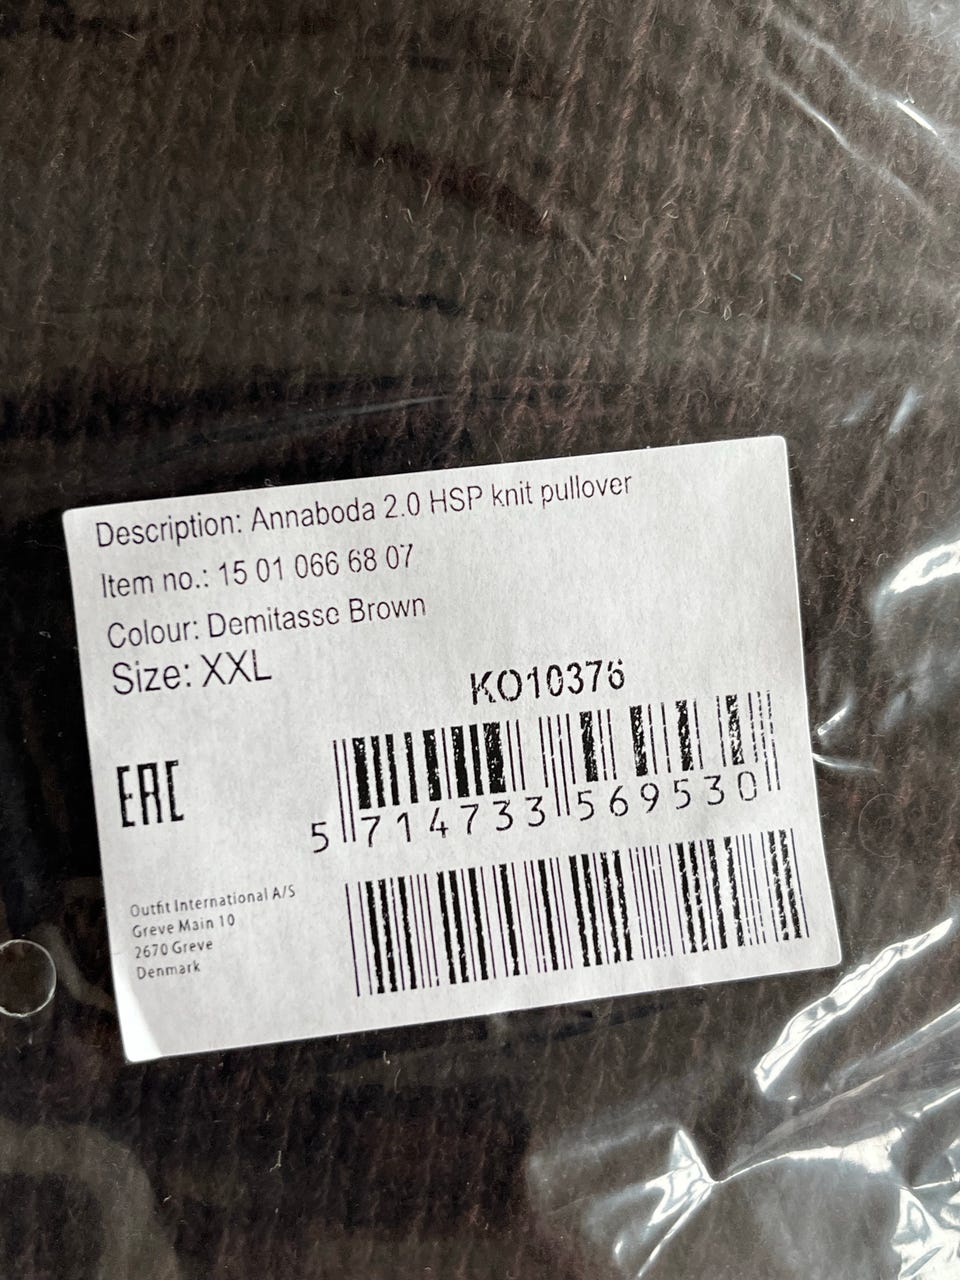 Description: Annaboda 2.0 HSP knit pullover
Item no.: 15 01 066 68 07
Colour: Demitasse Brown
Size: XXL
KO10376
EAC
5 714733 569530
Outfit International A/S
Greve Main 10
2670 Greve
Denmark